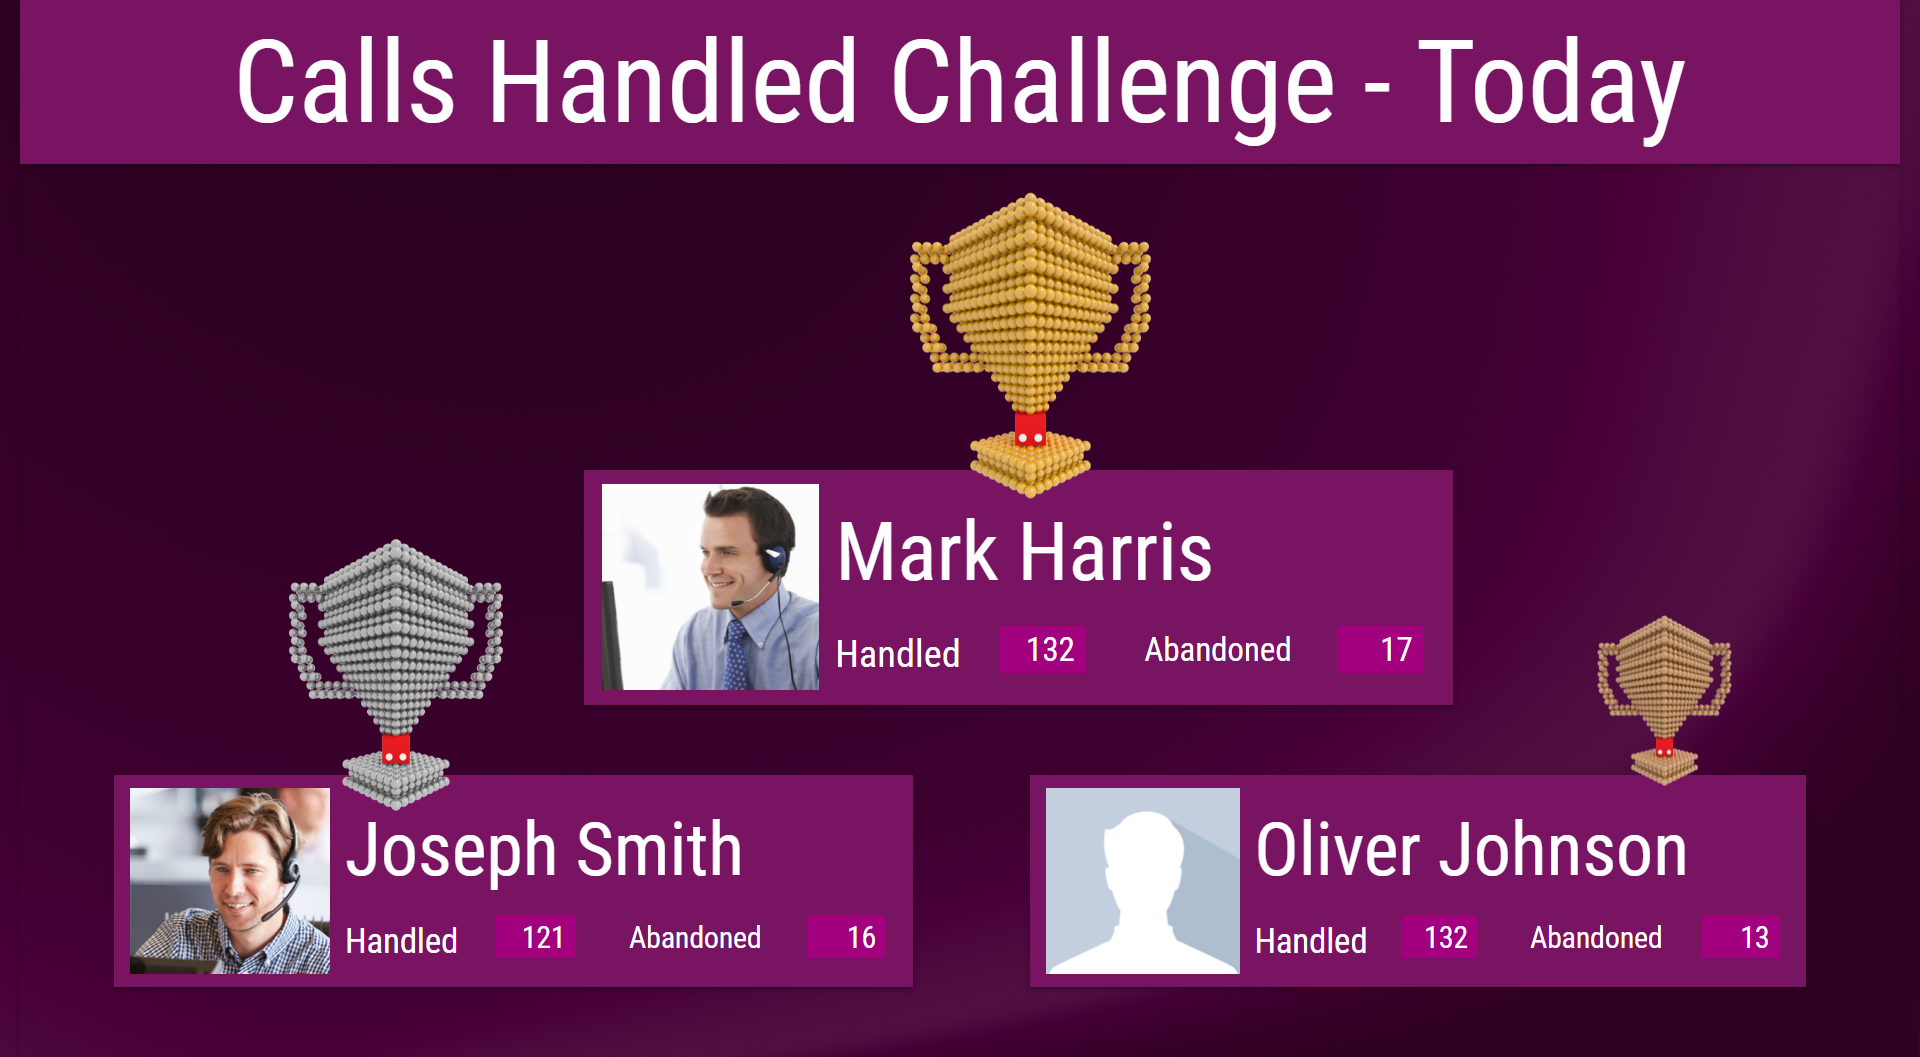 Calls Handled Challenge - Today
Mark Harris
Handled 132 Abandoned 17
Joseph Smith
Handled 121 Abandoned 16
Oliver Johnson
Handled 132 Abandoned 13